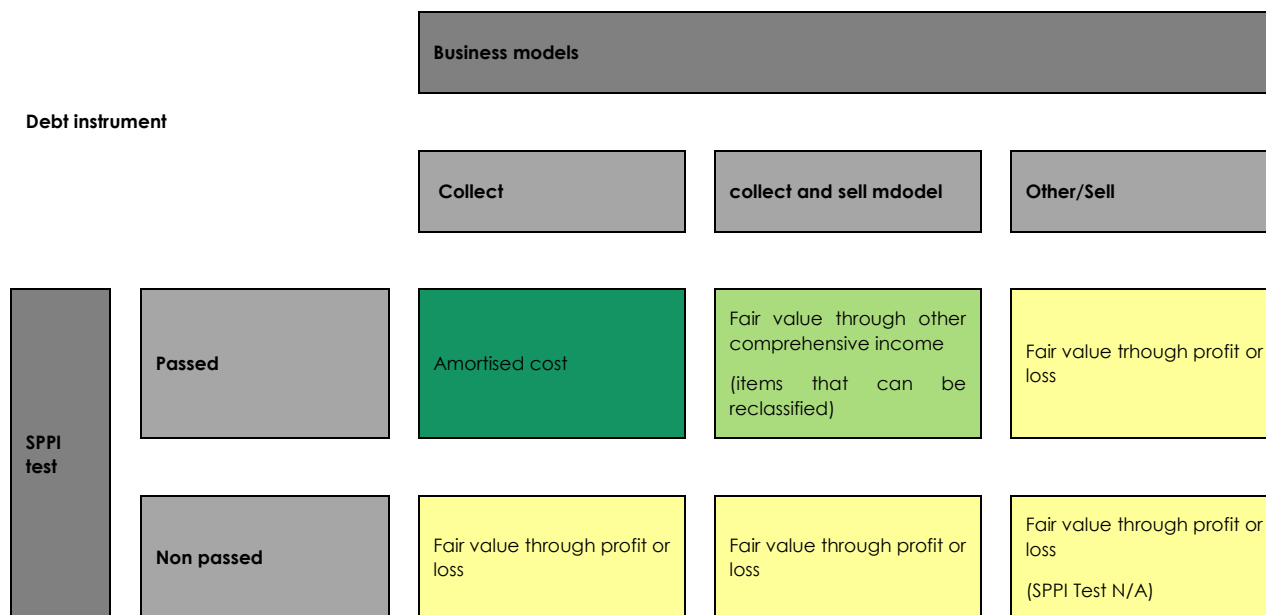 Business models
Debt instrument
Collect
collect and sell mdodel
Other/Sell
SPPI
test
Passed
Amortised cost
Fair value through other
comprehensive income
(items that can be
reclassified)
Fair value trhough profit or
loss
Non passed
Fair value through profit or
loss
Fair value through profit or
loss
Fair value through profit or
loss
(SPPI Test N/A)